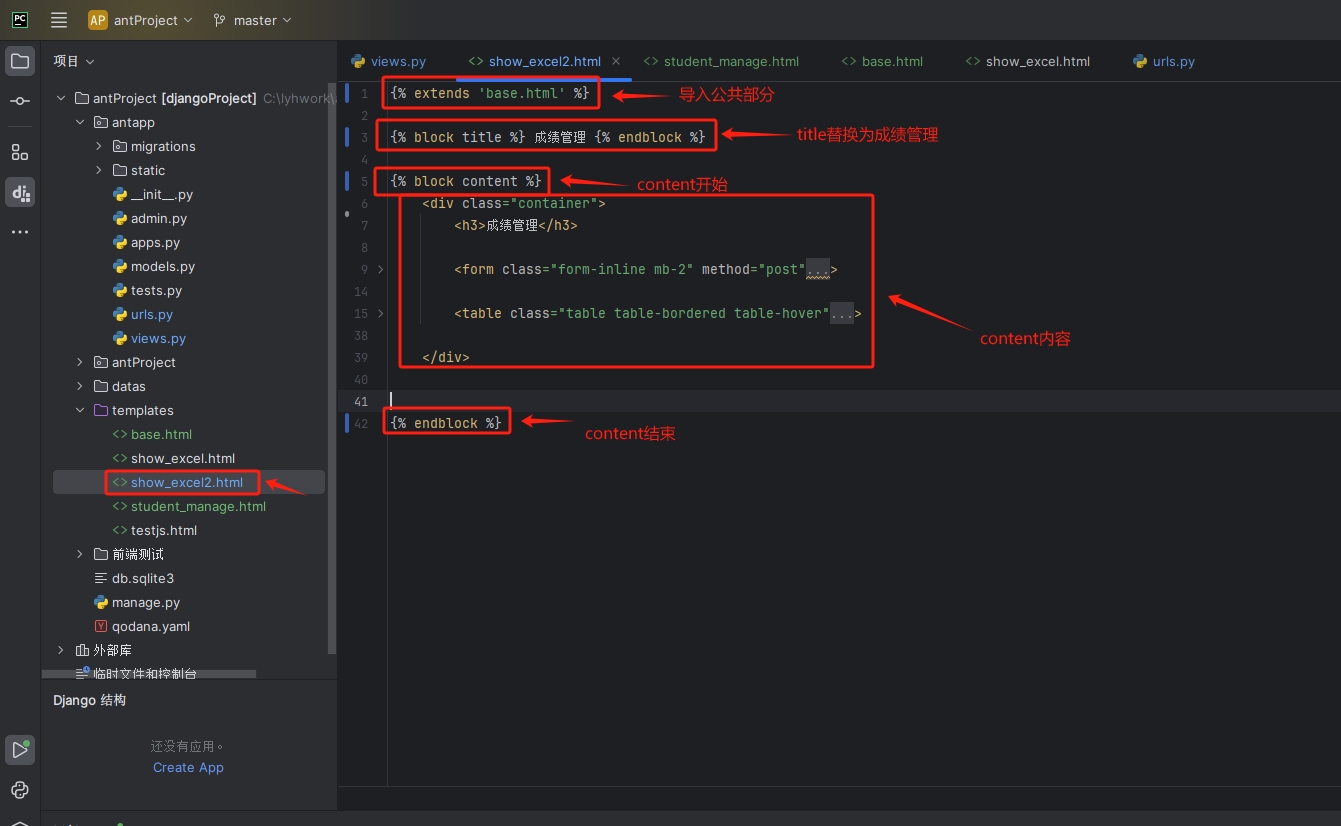 PC
AP antProject master
项目
antProject [djangoProject] C:\lyhwork\
antapp
migrations
static
__init__.py
admin.py
apps.py
models.py
tests.py
urls.py
views.py
antProject
datas
templates
base.html
show_excel.html
show_excel2.html
student_manage.html
testjs.html
前端测试
db.sqlite3
manage.py
Y qodana.yaml
外部库
临时文件和控制台
Django 结构
还没有应用。
Create App
views.py show_excel2.html student_manage.html base.html show_excel.html urls.py
1 {% extends 'base.html' %} 导入公共部分
2
3 {% block title %} 成绩管理 {% endblock %} title替换为成绩管理
4
5 {% block content %} content开始
6 <div class="container">
7 <h3>成绩管理</h3>
8
9 <form class="form-inline mb-2" method="post"...>
14
15 <table class="table table-bordered table-hover"...>
38 content内容
39 </div>
40
41
42 {% endblock %} content结束